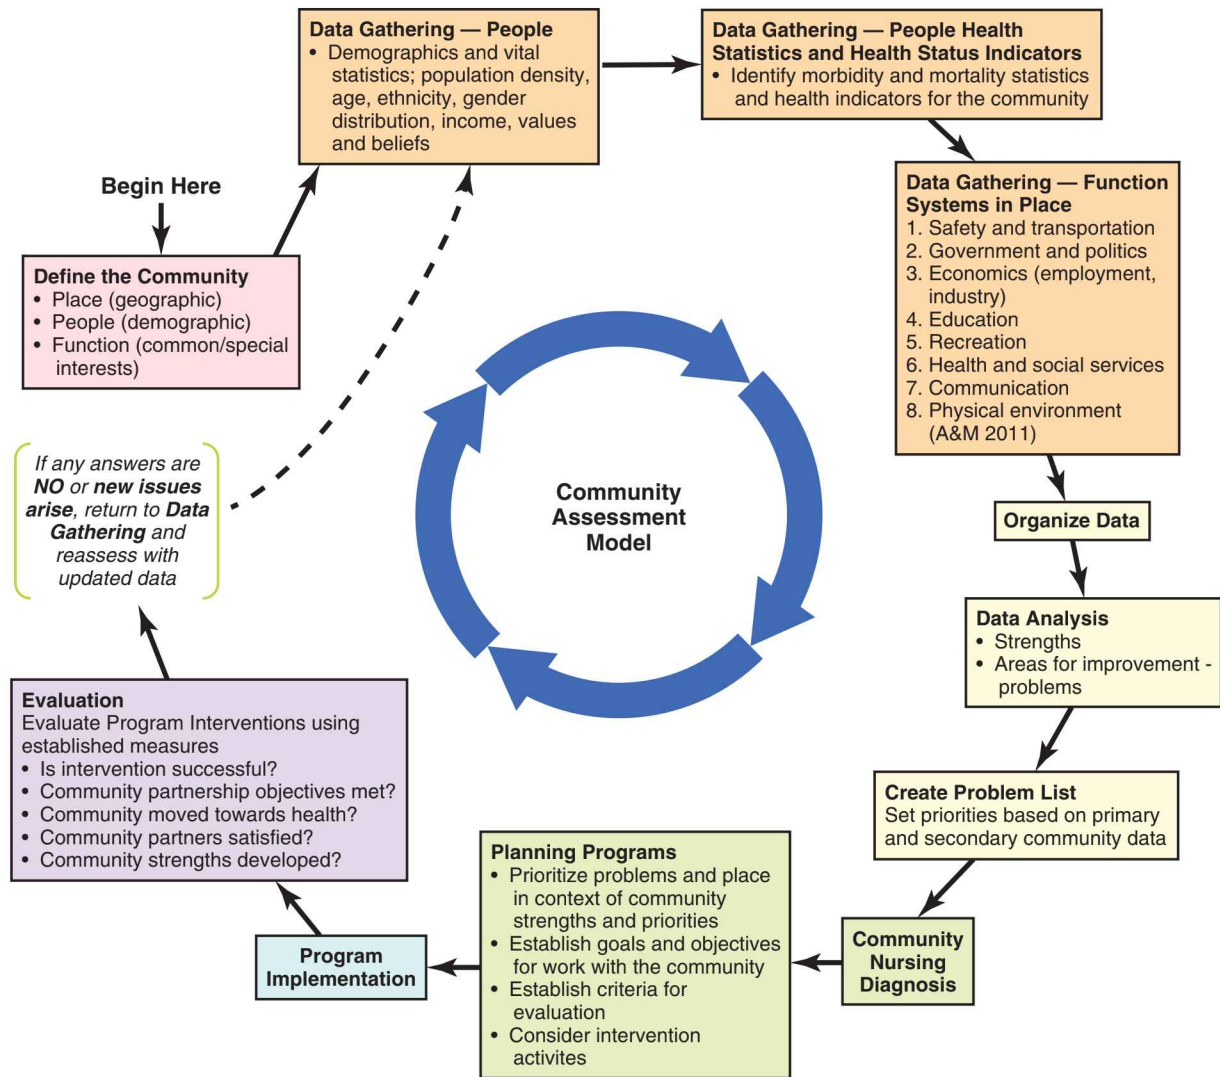 Begin Here
Define the Community
• Place (geographic)
• People (demographic)
• Function (common/special
interests)
Data Gathering — People
• Demographics and vital
statistics; population density,
age, ethnicity, gender
distribution, income, values
and beliefs
Data Gathering — People Health
Statistics and Health Status Indicators
• Identify morbidity and mortality statistics
and health indicators for the community
Data Gathering — Function
Systems in Place
1. Safety and transportation
2. Government and politics
3. Economics (employment,
industry)
4. Education
5. Recreation
6. Health and social services
7. Communication
8. Physical environment
(A&M 2011)
Organize Data
Data Analysis
• Strengths
• Areas for improvement -
problems
Create Problem List
Set priorities based on primary
and secondary community data
Community
Nursing
Diagnosis
Planning Programs
• Prioritize problems and place
in context of community
strengths and priorities
• Establish goals and objectives
for work with the community
• Establish criteria for
evaluation
• Consider intervention
activites
Program
Implementation
Evaluation
Evaluate Program Interventions using
established measures
• Is intervention successful?
• Community partnership objectives met?
• Community moved towards health?
• Community partners satisfied?
• Community strengths developed?
If any answers are
NO or new issues
arise, return to Data
Gathering and
reassess with
updated data
Community
Assessment
Model